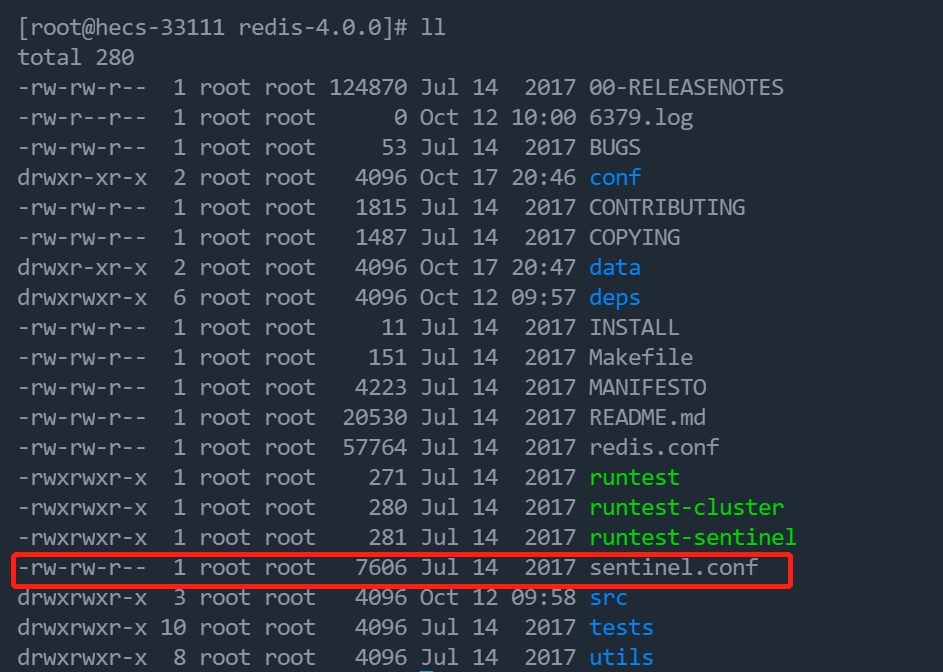 [root@hecs-33111 redis-4.0.0]# ll
total 280
-rw-rw-r--  1 root root 124870 Jul 14  2017 00-RELEASENOTES
-rw-r--r--  1 root root      0 Oct 12 10:00 6379.log
-rw-rw-r--  1 root root     53 Jul 14  2017 BUGS
drwxr-xr-x  2 root root   4096 Oct 17 20:46 conf
-rw-rw-r--  1 root root   1815 Jul 14  2017 CONTRIBUTING
-rw-rw-r--  1 root root   1487 Jul 14  2017 COPYING
drwxr-xr-x  2 root root   4096 Oct 17 20:47 data
drwxrwxr-x  6 root root   4096 Oct 12 09:57 deps
-rw-rw-r--  1 root root     11 Jul 14  2017 INSTALL
-rw-rw-r--  1 root root    151 Jul 14  2017 Makefile
-rw-rw-r--  1 root root   4223 Jul 14  2017 MANIFESTO
-rw-rw-r--  1 root root  20530 Jul 14  2017 README.md
-rw-rw-r--  1 root root  57764 Jul 14  2017 redis.conf
-rwxrwxr-x  1 root root    271 Jul 14  2017 runtest
-rwxrwxr-x  1 root root    280 Jul 14  2017 runtest-cluster
-rwxrwxr-x  1 root root    281 Jul 14  2017 runtest-sentinel
-rw-rw-r--  1 root root   7606 Jul 14  2017 sentinel.conf
drwxrwxr-x  3 root root   4096 Oct 12 09:58 src
drwxrwxr-x 10 root root   4096 Jul 14  2017 tests
drwxrwxr-x  8 root root   4096 Jul 14  2017 utils